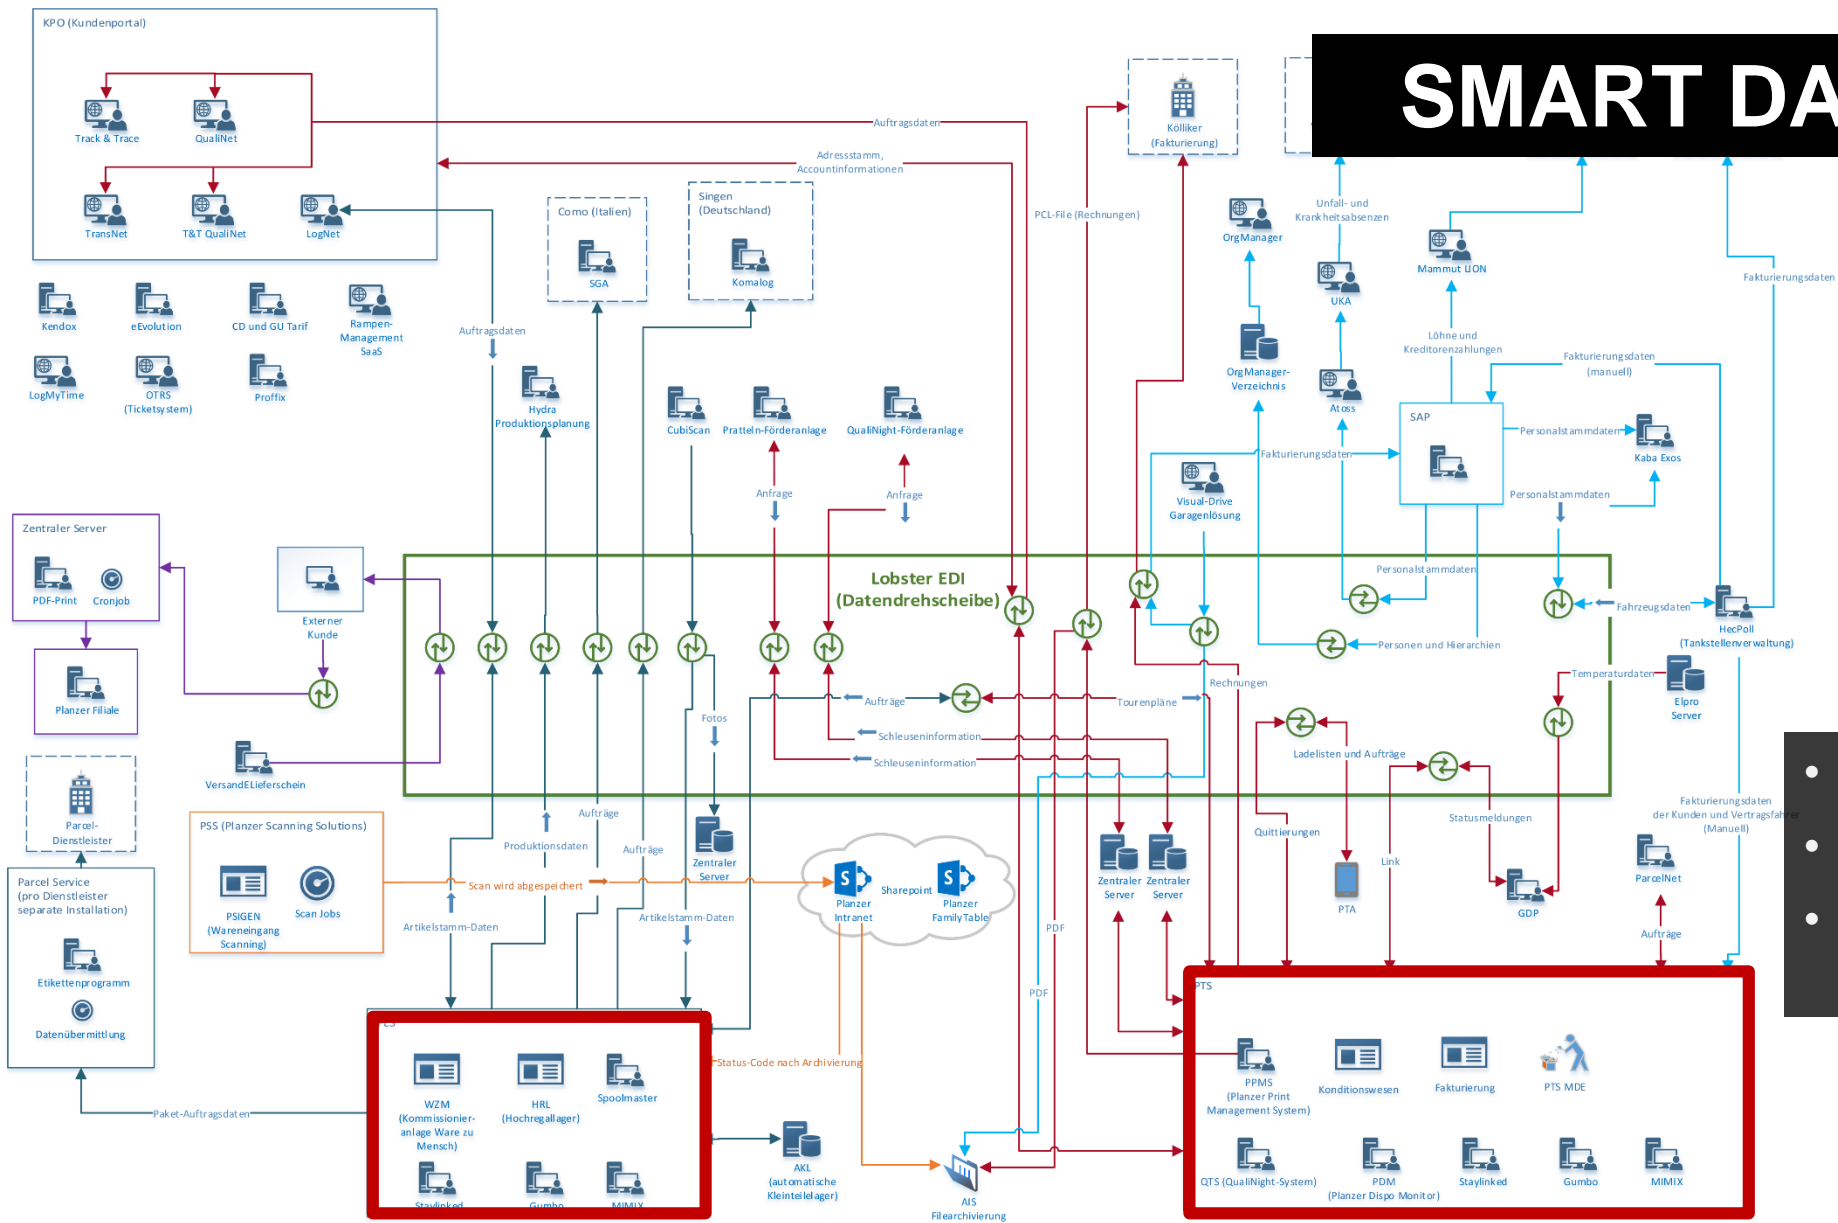 KPO (Kundenportal)
SMART DA
Track & Trace
QualiNet
Auftragsdaten
Kölliker
(Fakturierung)
Adressstamm,
Accountinformationen
TransNet
T&T QualiNet
LogNet
Como (Italien)
SGA
Singen
(Deutschland)
Komalog
PCL-File (Rechnungen)
OrgManager
Unfall- und
Krankheitsabsenzen
UKA
Mammut LION
Fakturierungsdaten
Kendox
eEvolution
CD und GU Tarif
Rampen-
Management
SaaS
LogMyTime
OTRS
(Ticketsystem)
Proffix
Auftragsdaten
Hydra
Produktionsplanung
CubiScan
Pratteln-Förderanlage
QualiNight-Förderanlage
OrgManager-
Verzeichnis
Atoss
Löhne und
Kreditorenzahlungen
Fakturierungsdaten
(manuell)
SAP
Fakturierungsdaten
Personalstammdaten
Kaba Exos
Anfrage
Anfrage
Visual-Drive
Garagenlösung
Personalstammdaten
Zentraler Server
PDF-Print
Cronjob
Externer
Kunde
Planzer Filiale
VersandELieferschein
Lobster EDI
(Datendrehscheibe)
Personalstammdaten
Fahrzeugsdaten
HecPoll
(Tankstellenverwaltung)
Personen und Hierarchien
Temperaturdaten
Elpro
Server
Rechnungen
Aufträge
Tourenpläne
Fotos
Schleuseninformation
Schleuseninformation
Ladelisten und Aufträge
Parcel-
Dienstleister
PSS (Planzer Scanning Solutions)
PSIGEN
(Wareneingang
Scanning)
Scan Jobs
Scan wird abgespeichert
Artikelstamm-Daten
Produktionsdaten
Aufträge
Aufträge
Artikelstamm-Daten
Zentraler
Server
Planzer
Intranet
Sharepoint
Planzer
FamilyTable
Zentraler
Server
Zentraler
Server
Quittierungen
PTA
Link
Statusmeldungen
GDP
ParcelNet
Aufträge
Fakturierungsdaten
der Kunden und Vertragsfahrer
(Manuell)
Parcel Service
(pro Dienstleister
separate Installation)
Etikettenprogramm
Datenübermittlung
Paket-Auftragsdaten
PDF
PDF
Status-Code nach Archivierung
WZM
(Kommissionier-
anlage Ware zu
Mensch)
HRL
(Hochregallager)
Spoolmaster
Staylinked
Gumbo
MIMIX
AKL
(automatische
Kleinteilelager)
AIS
Filearchivierung
PTS
PPMS
(Planzer Print
Management System)
Konditionswesen
Fakturierung
PTS MDE
QTS (QualiNight-System)
PDM
(Planzer Dispo Monitor)
Staylinked
Gumbo
MIMIX